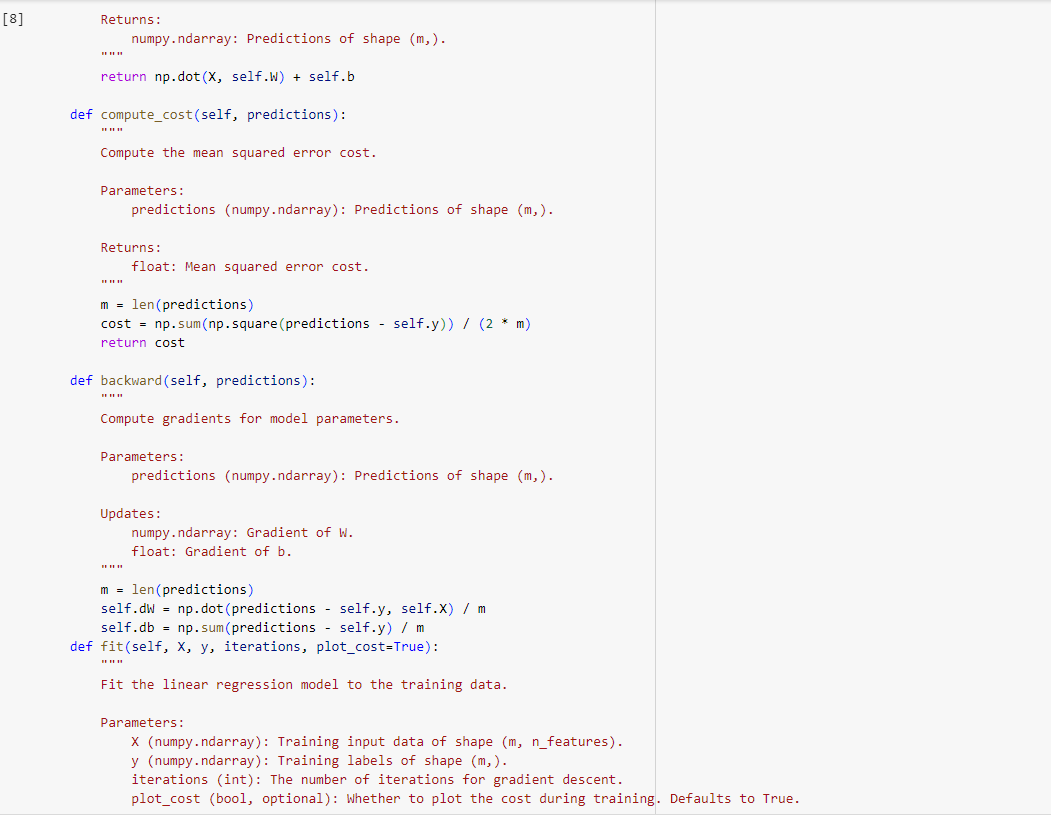 [8]
Returns:
numpy.ndarray: Predictions of shape (m,).
"""
return np.dot(X, self.W) + self.b
def compute_cost(self, predictions):
"""
Compute the mean squared error cost.
Parameters:
predictions (numpy.ndarray): Predictions of shape (m,).
Returns:
float: Mean squared error cost.
"""
m = len(predictions)
cost = np.sum(np.square(predictions - self.y)) / (2 * m)
return cost
def backward(self, predictions):
"""
Compute gradients for model parameters.
Parameters:
predictions (numpy.ndarray): Predictions of shape (m,).
Updates:
numpy.ndarray: Gradient of W.
float: Gradient of b.
"""
m = len(predictions)
self.dW = np.dot(predictions - self.y, self.X) / m
self.db = np.sum(predictions - self.y) / m
def fit(self, X, y, iterations, plot_cost=True):
"""
Fit the linear regression model to the training data.
Parameters:
X (numpy.ndarray): Training input data of shape (m, n_features).
y (numpy.ndarray): Training labels of shape (m,).
iterations (int): The number of iterations for gradient descent.
plot_cost (bool, optional): Whether to plot the cost during training. Defaults to True.